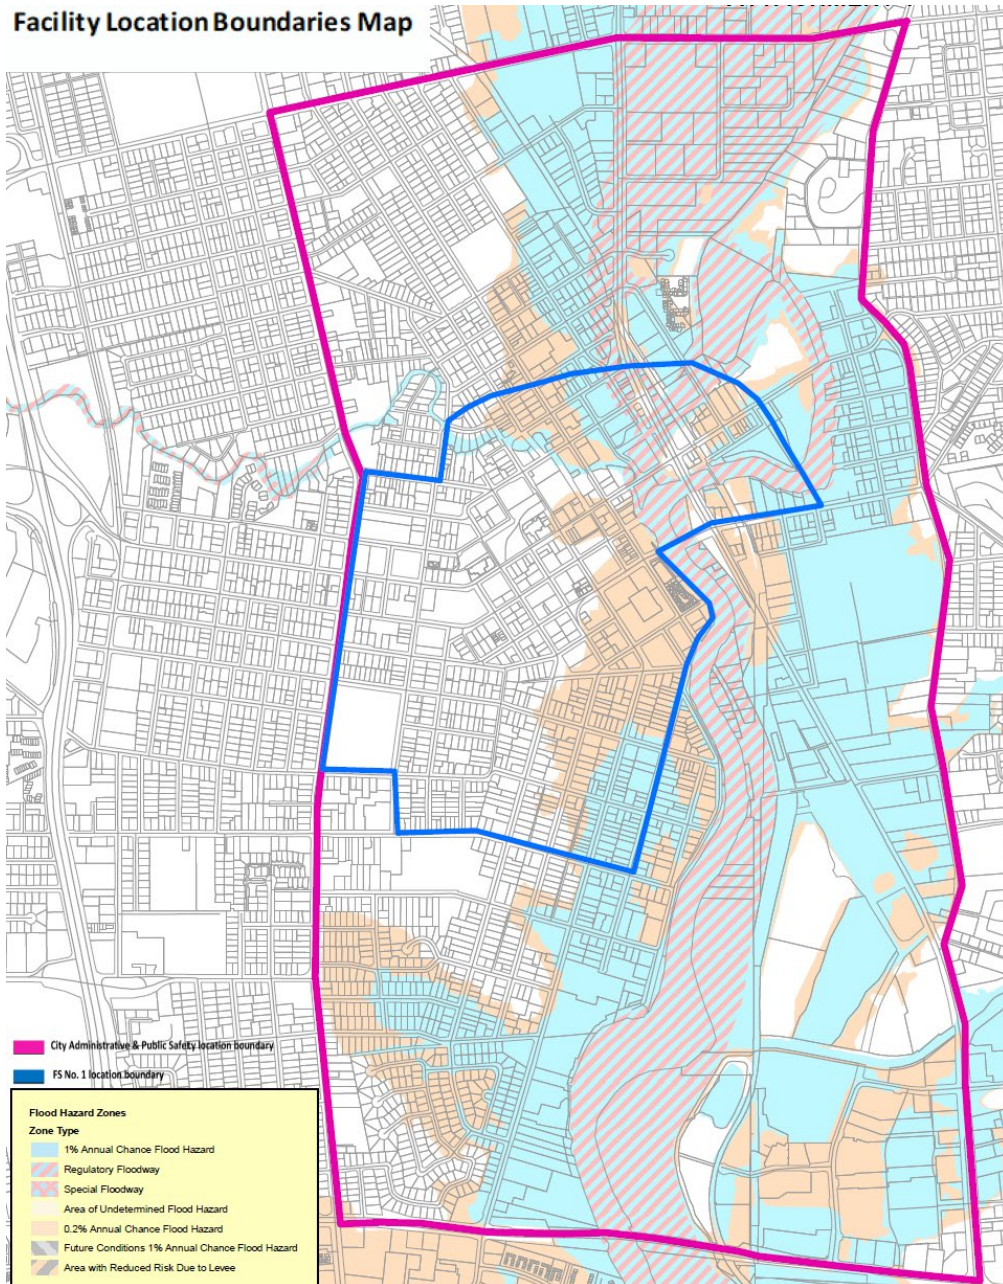 Facility Location Boundaries Map
City Administrative & Public Safety location boundary
FS No. 1 location boundary
Flood Hazard Zones
Zone Type
1% Annual Chance Flood Hazard
Regulatory Floodway
Special Floodway
Area of Undetermined Flood Hazard
0.2% Annual Chance Flood Hazard
Future Conditions 1% Annual Chance Flood Hazard
Area with Reduced Risk Due to Levee